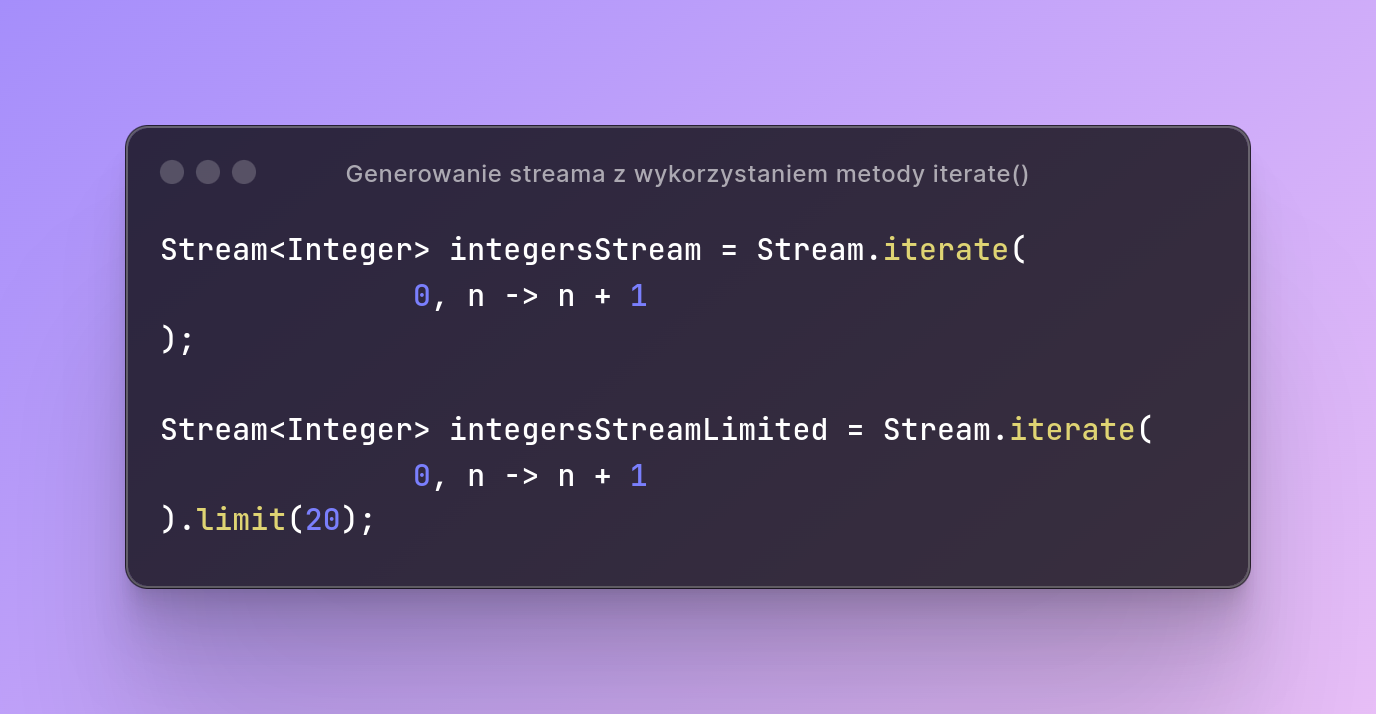 Generowanie streama z wykorzystaniem metody iterate()
Stream<Integer> integersStream = Stream.iterate(
              0, n -> n + 1
);
Stream<Integer> integersStreamLimited = Stream.iterate(
              0, n -> n + 1
).limit(20);